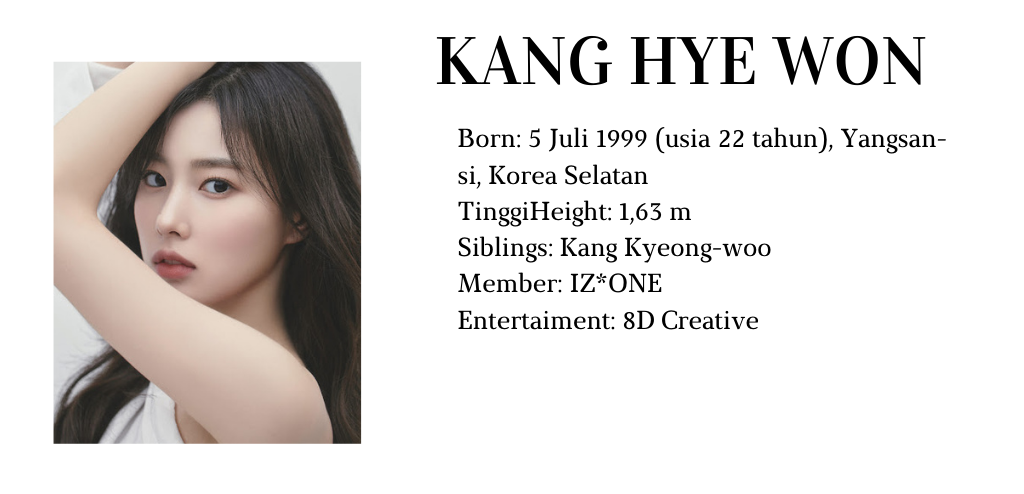 KANG HYE WON
Born: 5 Juli 1999 (usia 22 tahun), Yangsan-
si, Korea Selatan
TinggiHeight: 1,63 m
Siblings: Kang Kyeong-woo
Member: IZ*ONE
Entertaiment: 8D Creative